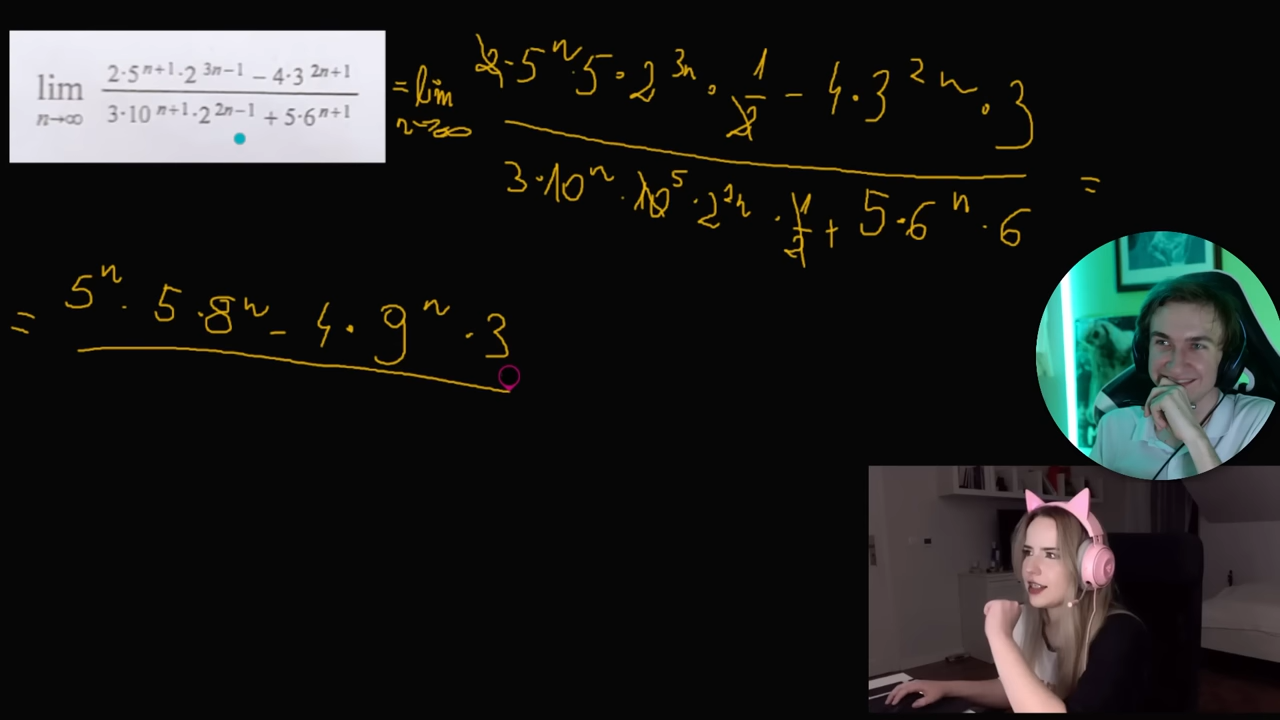 lim n→∞ 2·5^{n+1}·2^{3n−1} − 4·3^{2n+1} / 3·10^{n+1}·2^{2n−1} + 5·6^{n+1}
= lim n→∞ 2·5^n·5·2^{3n}·1/2 − 4·3^{2n}·3 / 3·10^n·10^5·2^{2n}·1/2 + 5·6^n·6 =
= 5^n·5·8^n − 4·9^n·3